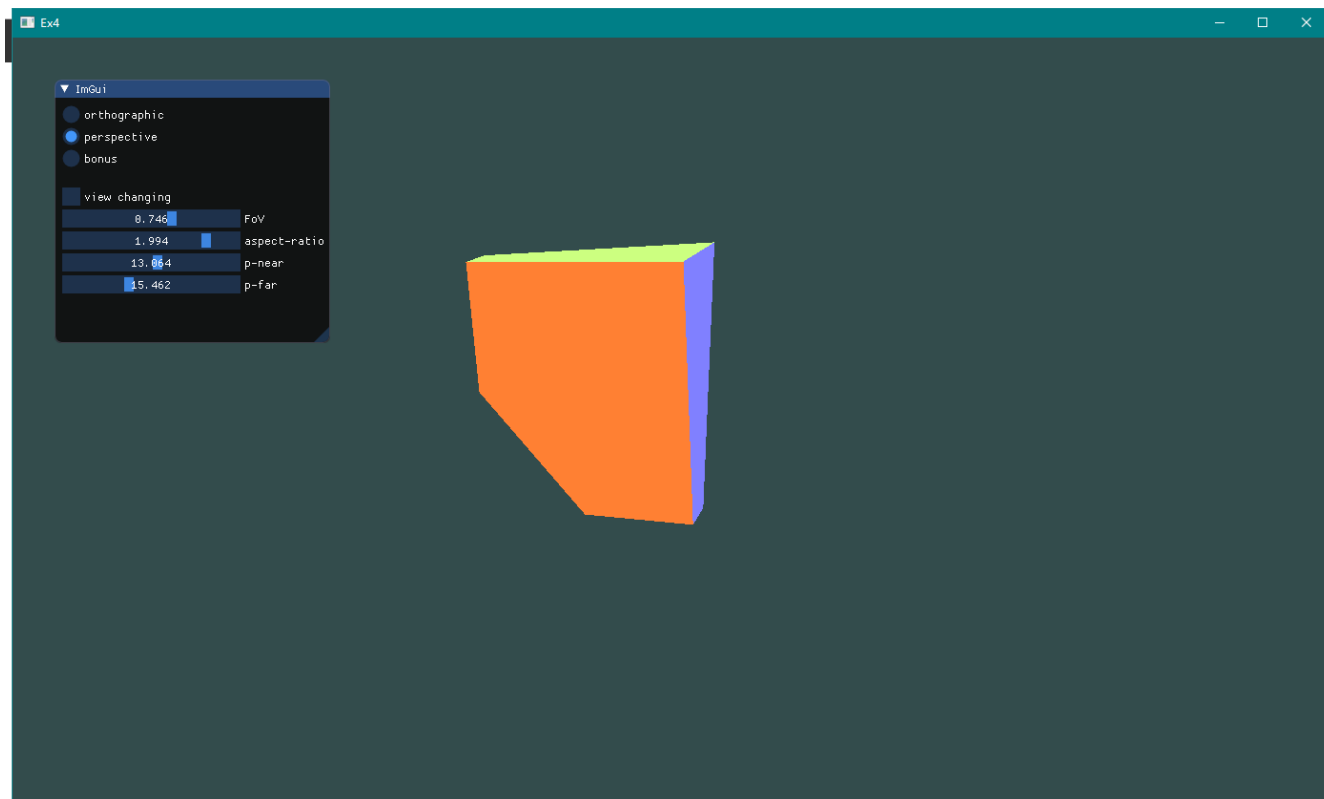 Ex4
ImGui
orthographic
perspective
bonus
view changing
0.746 FoV
1.994 aspect-ratio
13.064 p-near
15.462 p-far